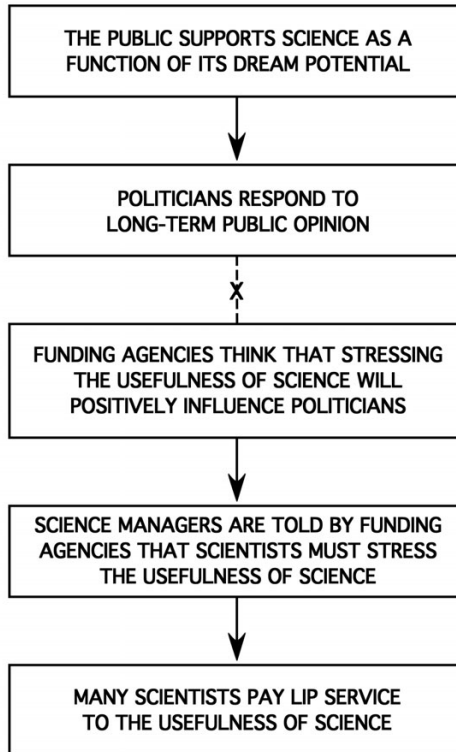 THE PUBLIC SUPPORTS SCIENCE AS A
FUNCTION OF ITS DREAM POTENTIAL
POLITICIANS RESPOND TO
LONG-TERM PUBLIC OPINION
X
FUNDING AGENCIES THINK THAT STRESSING
THE USEFULNESS OF SCIENCE WILL
POSITIVELY INFLUENCE POLITICIANS
SCIENCE MANAGERS ARE TOLD BY FUNDING
AGENCIES THAT SCIENTISTS MUST STRESS
THE USEFULNESS OF SCIENCE
MANY SCIENTISTS PAY LIP SERVICE
TO THE USEFULNESS OF SCIENCE